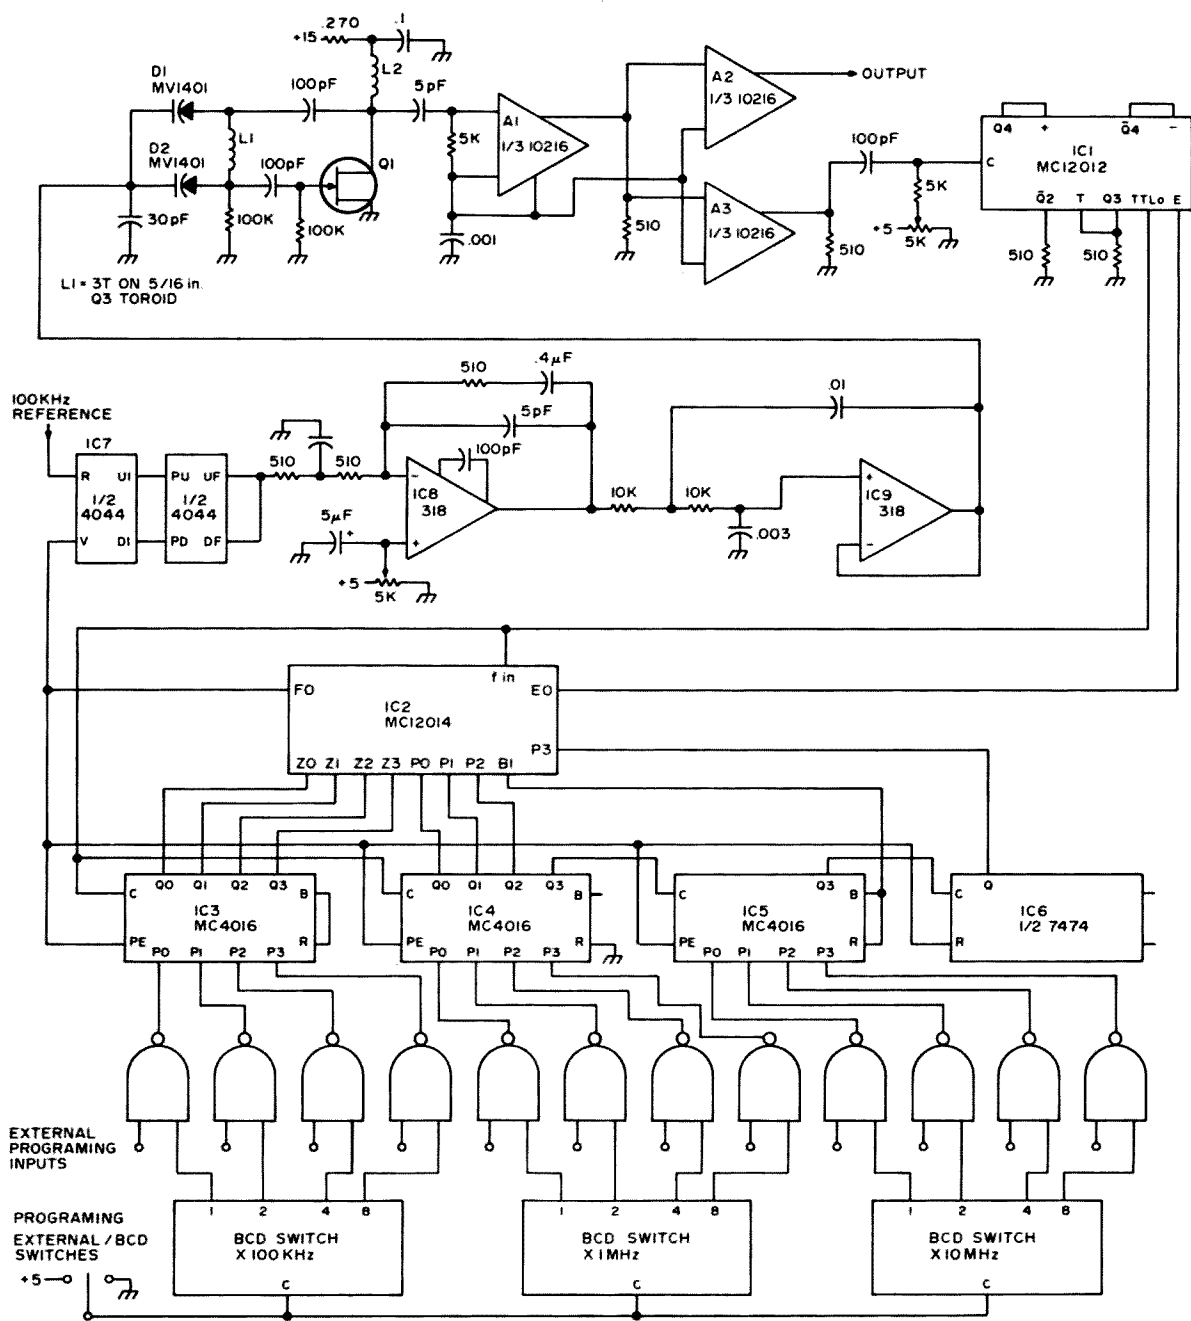 .270
.1
+15
L2
D1
MV1401
100pF
5pF
A1
1/3 10216
A2
1/3 10216
OUTPUT
L1
5K
D2
MV1401
100pF
Q1
30pF
100K
100K
.001
510
A3
1/3 10216
510
100pF
5K
+5
5K
Q4 + Q̄4 −
C
IC1
MC12012
Q̄2 T Q3 TTLo E
510
510
L1 = 3T ON 5/16 in.
Q3 TOROID
100KHz
REFERENCE
IC7
R U1
1/2
4044
V D1
PU UF
1/2
4044
PD DF
510
510
510
.4µF
5pF
100pF
−
IC8
318
+
5µF +
+5
5K
10K
10K
.01
.003
+
IC9
318
−
f in
FO
EO
IC2
MC12014
P3
Z0 Z1 Z2 Z3 P0 P1 P2 B1
Q0 Q1 Q2 Q3
C B
IC3
MC4016
PE R
P0 P1 P2 P3
Q0 Q1 Q2 Q3
C B
IC4
MC4016
PE R
P0 P1 P2 P3
Q3
C B
IC5
MC4016
PE R
P0 P1 P2 P3
Q
C
IC6
1/2 7474
R
EXTERNAL
PROGRAMING
INPUTS
PROGRAMING
EXTERNAL/BCD
SWITCHES
+5
1 2 4 8
BCD SWITCH
X100KHz
C
1 2 4 8
BCD SWITCH
X1MHz
C
1 2 4 8
BCD SWITCH
X10MHz
C